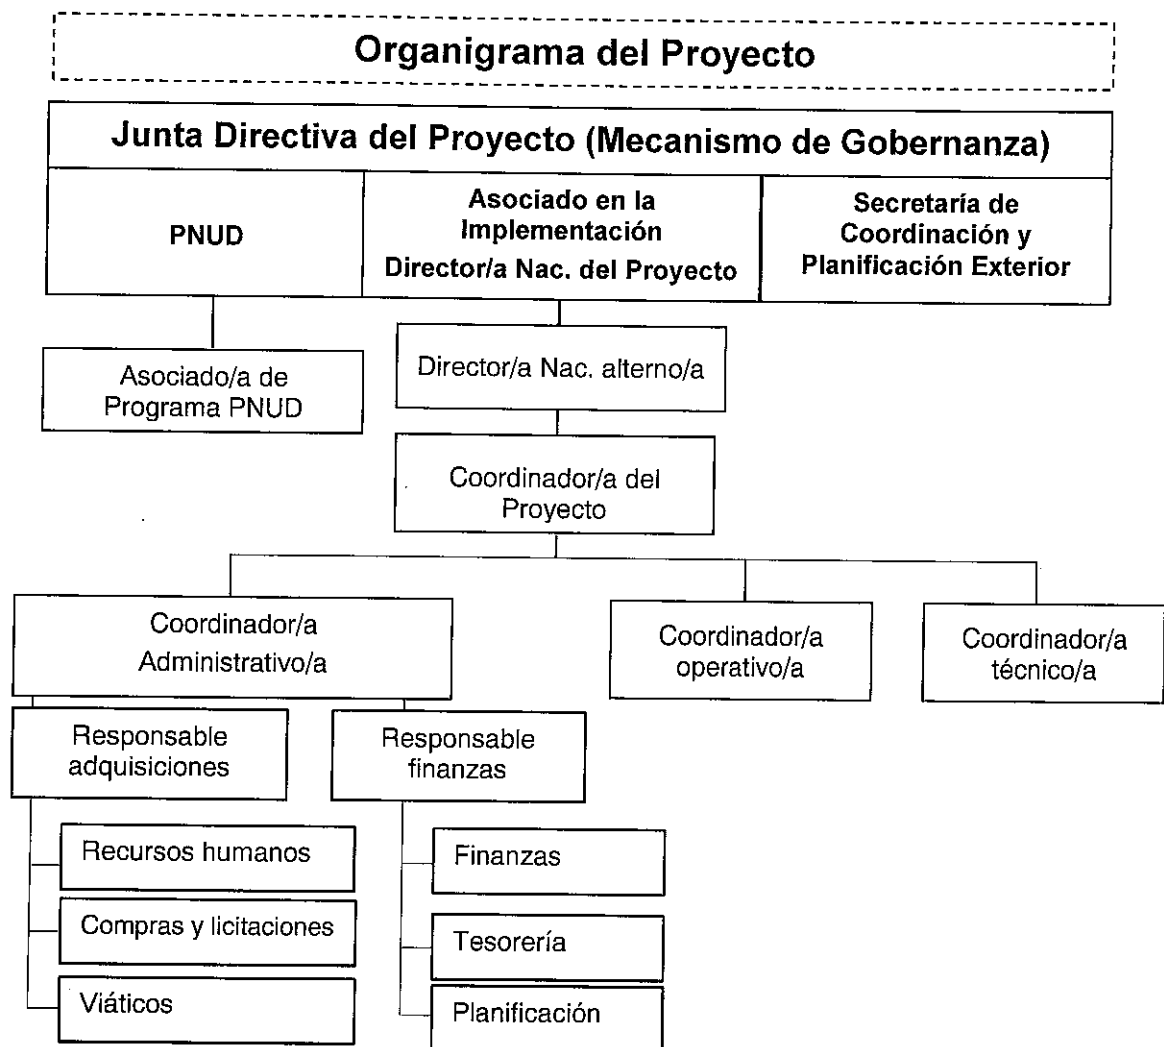 Organigrama del Proyecto
Junta Directiva del Proyecto (Mecanismo de Gobernanza)
PNUD
Asociado en la
Implementación
Director/a Nac. del Proyecto
Secretaría de
Coordinación y
Planificación Exterior
Asociado/a de
Programa PNUD
Director/a Nac. alterno/a
Coordinador/a del
Proyecto
Coordinador/a
Administrativo/a
Coordinador/a
operativo/a
Coordinador/a
técnico/a
Responsable
adquisiciones
Responsable
finanzas
Recursos humanos
Compras y licitaciones
Viáticos
Finanzas
Tesorería
Planificación